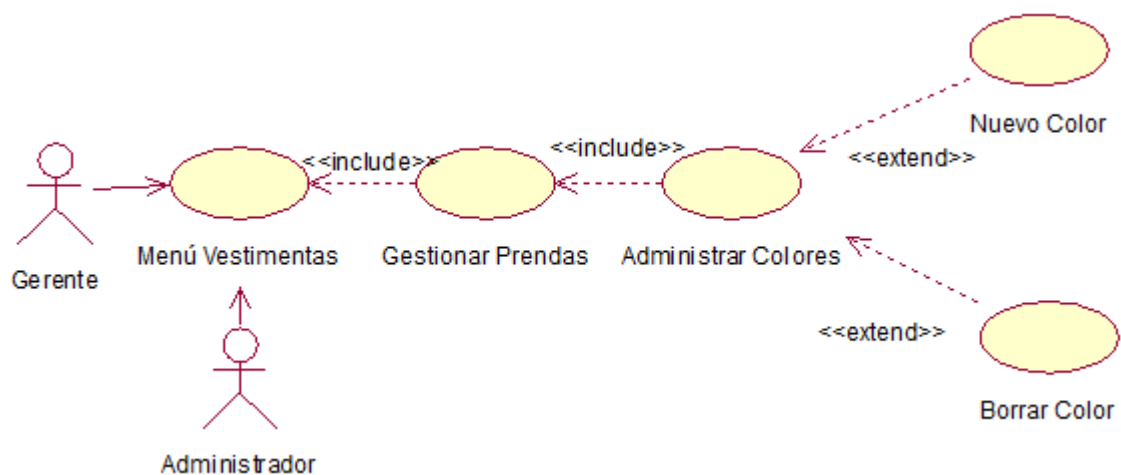 Nuevo Color
<<include>>
<<include>>
<<extend>>
Gerente
Menú Vestimentas
Gestionar Prendas
Administrar Colores
<<extend>>
Borrar Color
Administrador